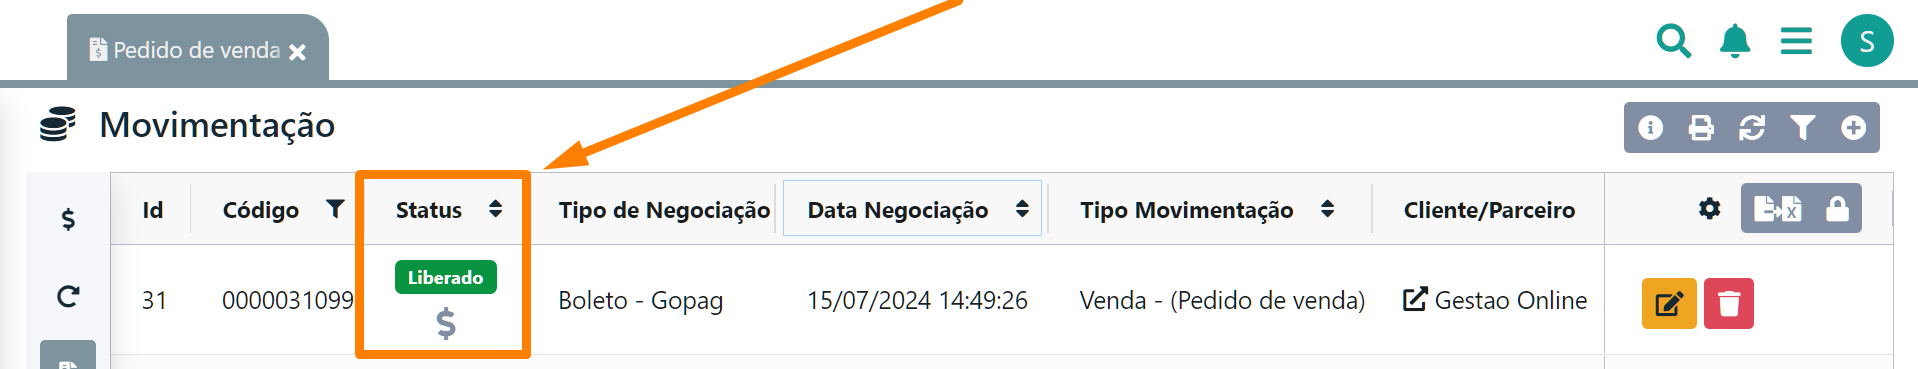 Pedido de venda
S
Movimentação
Id Código Status Tipo de Negociação Data Negociação Tipo Movimentação Cliente/Parceiro
31 0000031099 Liberado Boleto - Gopag 15/07/2024 14:49:26 Venda - (Pedido de venda) Gestao Online